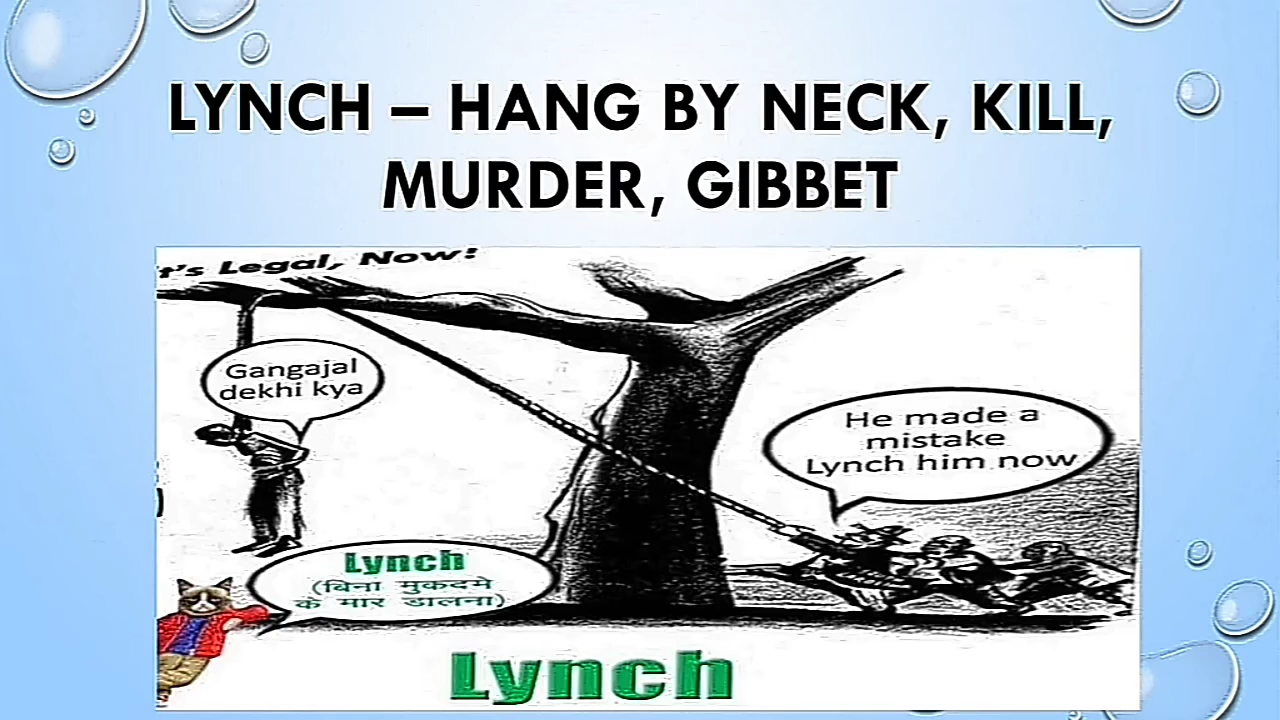 LYNCH – HANG BY NECK, KILL,
MURDER, GIBBET
t's Legal, Now!
Gangajal
dekhi kya
He made a
mistake
Lynch him now
Lynch
(बिना मुकदमे
के मार डालना)
Lynch